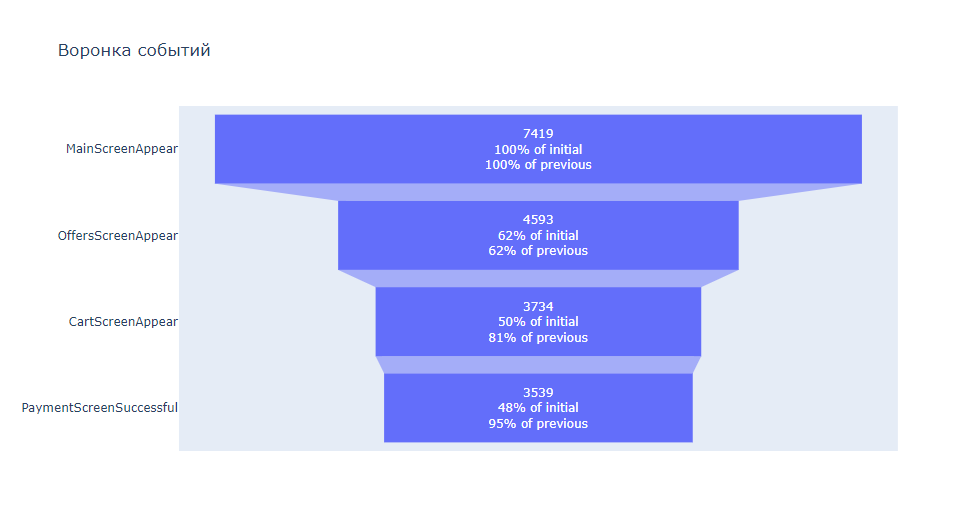 Воронка событий
MainScreenAppear
7419
100% of initial
100% of previous
OffersScreenAppear
4593
62% of initial
62% of previous
CartScreenAppear
3734
50% of initial
81% of previous
PaymentScreenSuccessful
3539
48% of initial
95% of previous